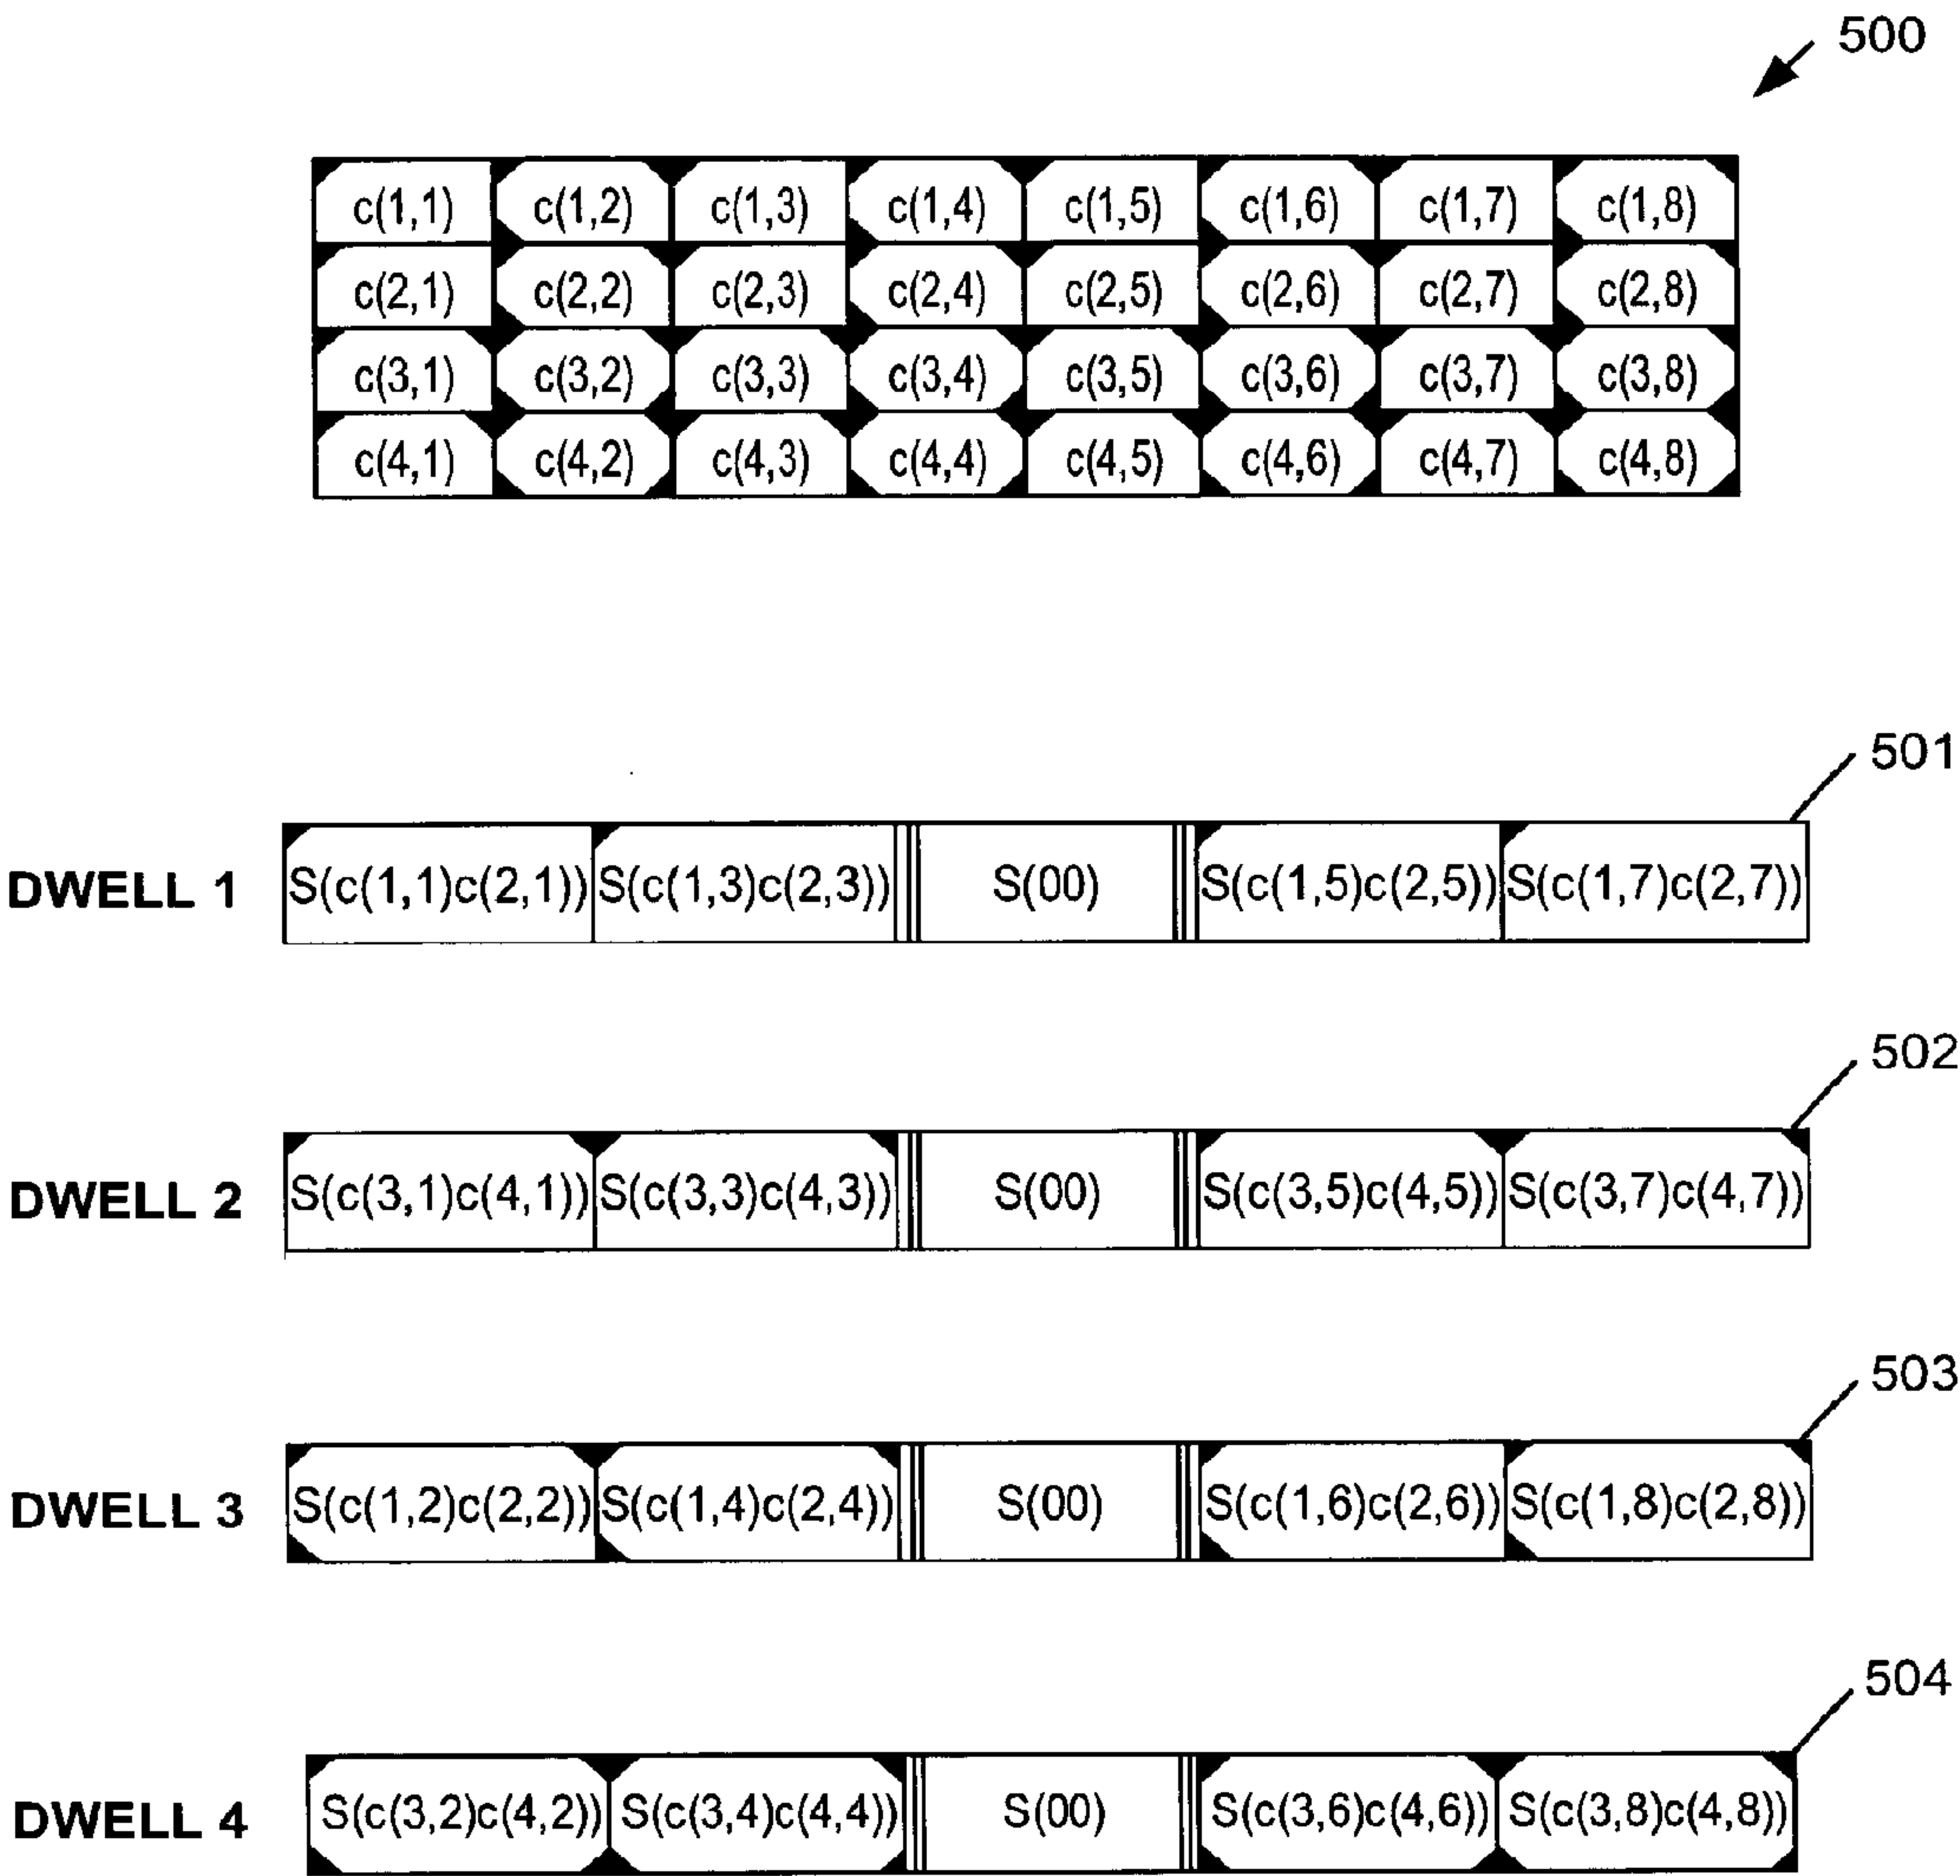 500
c(1,1) c(1,2) c(1,3) c(1,4) c(1,5) c(1,6) c(1,7) c(1,8)
c(2,1) c(2,2) c(2,3) c(2,4) c(2,5) c(2,6) c(2,7) c(2,8)
c(3,1) c(3,2) c(3,3) c(3,4) c(3,5) c(3,6) c(3,7) c(3,8)
c(4,1) c(4,2) c(4,3) c(4,4) c(4,5) c(4,6) c(4,7) c(4,8)
501
DWELL 1 S(c(1,1)c(2,1)) S(c(1,3)c(2,3)) S(00) S(c(1,5)c(2,5)) S(c(1,7)c(2,7))
502
DWELL 2 S(c(3,1)c(4,1)) S(c(3,3)c(4,3)) S(00) S(c(3,5)c(4,5)) S(c(3,7)c(4,7))
503
DWELL 3 S(c(1,2)c(2,2)) S(c(1,4)c(2,4)) S(00) S(c(1,6)c(2,6)) S(c(1,8)c(2,8))
504
DWELL 4 S(c(3,2)c(4,2)) S(c(3,4)c(4,4)) S(00) S(c(3,6)c(4,6)) S(c(3,8)c(4,8))